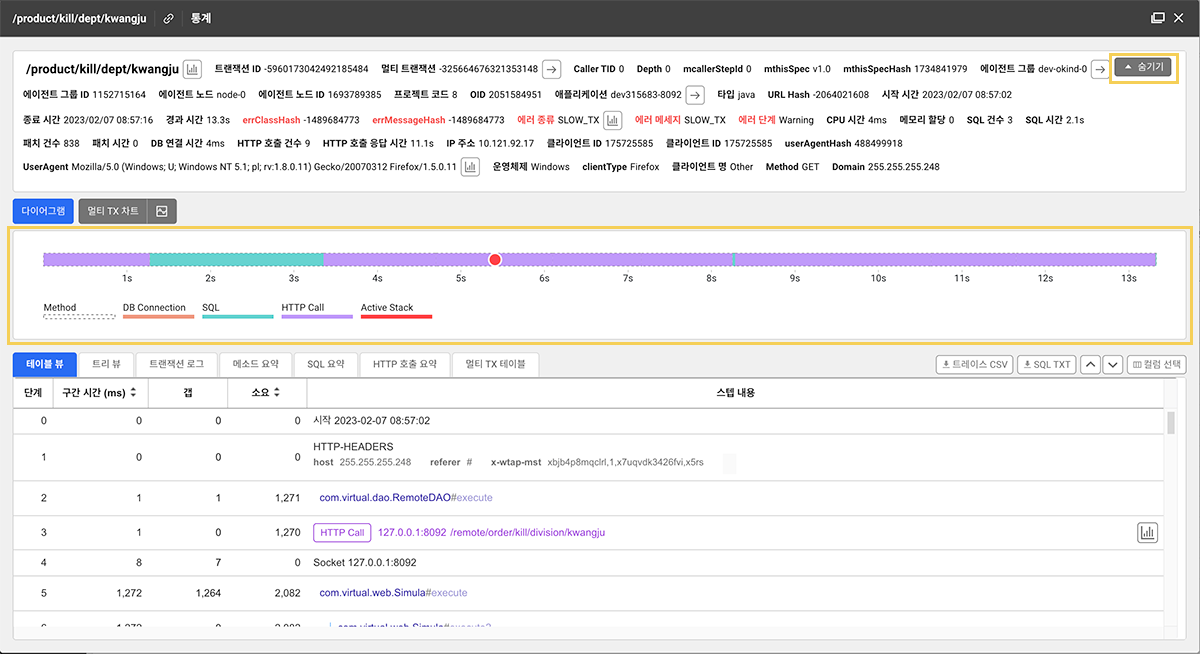 /product/kill/dept/kwangju 통계
/product/kill/dept/kwangju 트랜잭션 ID -5960173042492185484 멀티 트랜잭션 -325664676321353148 Caller TID 0 Depth 0 mcallerStepId 0 mthisSpec v1.0 mthisSpecHash 1734841979 에이전트 그룹 dev-okind-0 숨기기
에이전트 그룹 ID 1152715164 에이전트 노드 node-0 에이전트 노드 ID 1693789385 프로젝트 코드 8 OID 2051584951 애플리케이션 dev315683-8092 타입 java URL Hash -2064021608 시작 시간 2023/02/07 08:57:02
종료 시간 2023/02/07 08:57:16 경과 시간 13.3s errClassHash -1489684773 errMessageHash -1489684773 에러 종류 SLOW_TX 에러 메세지 SLOW_TX 에러 단계 Warning CPU 시간 4ms 메모리 할당 0 SQL 건수 3 SQL 시간 2.1s
패치 건수 838 패치 시간 0 DB 연결 시간 4ms HTTP 호출 건수 9 HTTP 호출 응답 시간 11.1s IP 주소 10.121.92.17 클라이언트 ID 175725585 클라이언트 ID 175725585 userAgentHash 488499918
UserAgent Mozilla/5.0 (Windows; U; Windows NT 5.1; pl; rv:1.8.0.11) Gecko/20070312 Firefox/1.5.0.11 운영체제 Windows clientType Firefox 클라이언트 명 Other Method GET Domain 255.255.255.248
다이어그램 멀티 TX 차트
1s 2s 3s 4s 5s 6s 7s 8s 9s 10s 11s 12s 13s
Method DB Connection SQL HTTP Call Active Stack
테이블 뷰 트리 뷰 트랜잭션 로그 메소드 요약 SQL 요약 HTTP 호출 요약 멀티 TX 테이블 트레이스 CSV SQL TXT 컬럼 선택
단계 구간 시간 (ms) 갭 소요 스텝 내용
0 0 0 0 시작 2023-02-07 08:57:02
1 0 0 0 HTTP-HEADERS
host 255.255.255.248 referer # x-wtap-mst xbjb4p8mqclrl,1,x7uqvdk3426fvi,x5rs
2 1 1 1,271 com.virtual.dao.RemoteDAO#execute
3 1 0 1,270 HTTP Call 127.0.0.1:8092 /remote/order/kill/division/kwangju
4 8 7 0 Socket 127.0.0.1:8092
5 1,272 1,264 2,082 com.virtual.web.Simula#execute